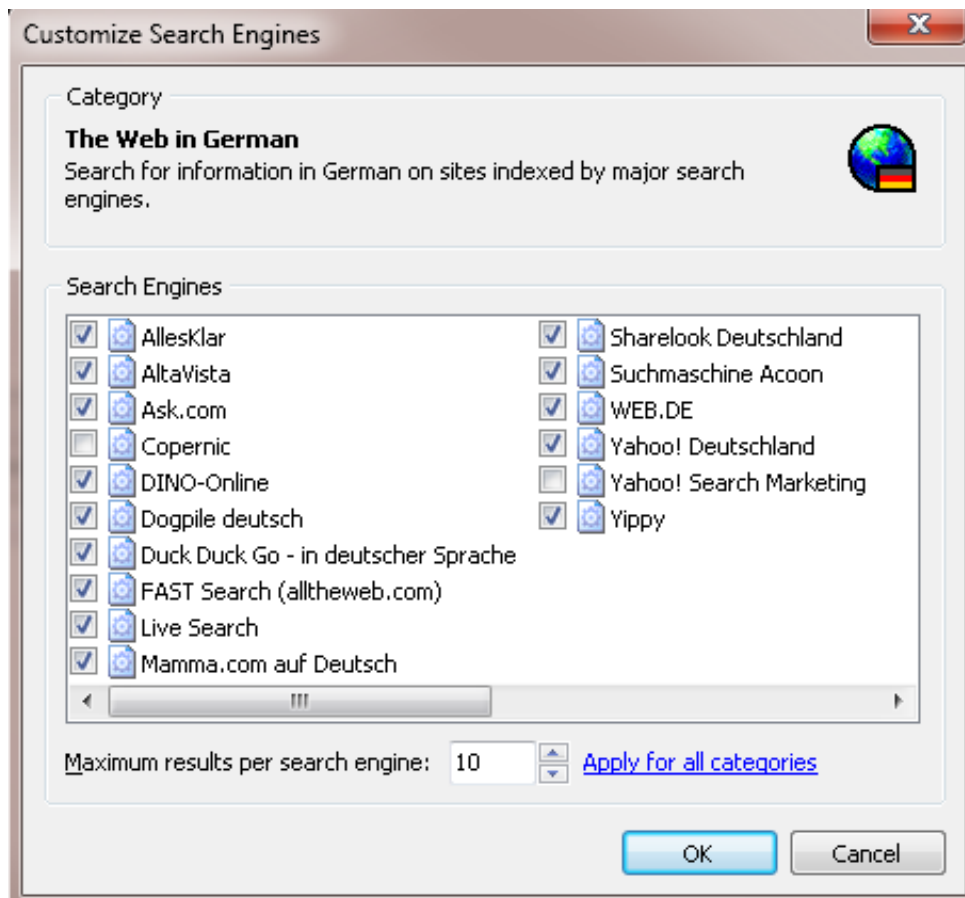 Customize Search Engines
Category
The Web in German
Search for information in German on sites indexed by major search
engines.
Search Engines
AllesKlar
AltaVista
Ask.com
Copernic
DINO-Online
Dogpile deutsch
Duck Duck Go - in deutscher Sprache
FAST Search (alltheweb.com)
Live Search
Mamma.com auf Deutsch
Sharelook Deutschland
Suchmaschine Acoon
WEB.DE
Yahoo! Deutschland
Yahoo! Search Marketing
Yippy
Maximum results per search engine: 10 Apply for all categories
OK Cancel